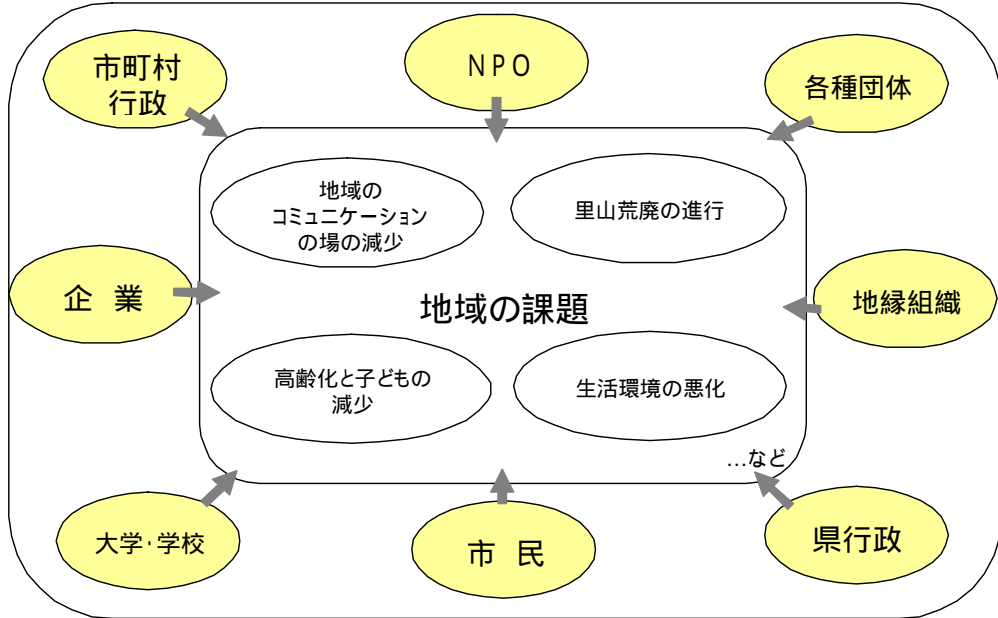 市町村
行政
NPO
各種団体
地域の
コミュニケーション
の場の減少
里山荒廃の進行
企 業
地域の課題
地縁組織
高齢化と子どもの
減少
生活環境の悪化
…など
大学・学校
市 民
県行政